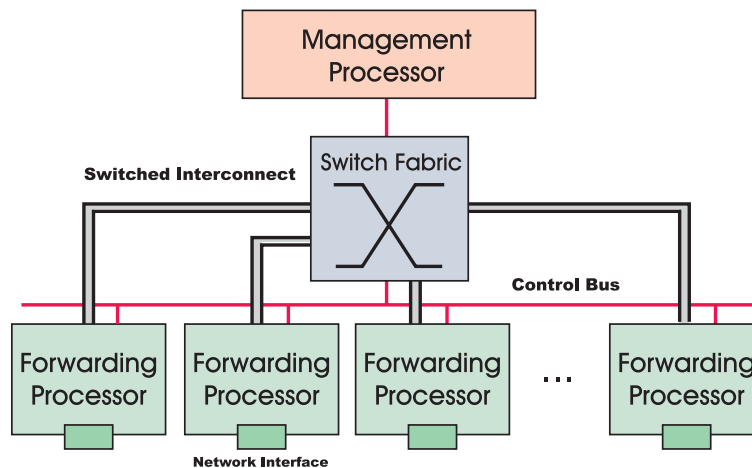 Management
Processor
Switch Fabric
Switched Interconnect
Control Bus
Forwarding
Processor
Forwarding
Processor
Forwarding
Processor
...
Forwarding
Processor
Network Interface